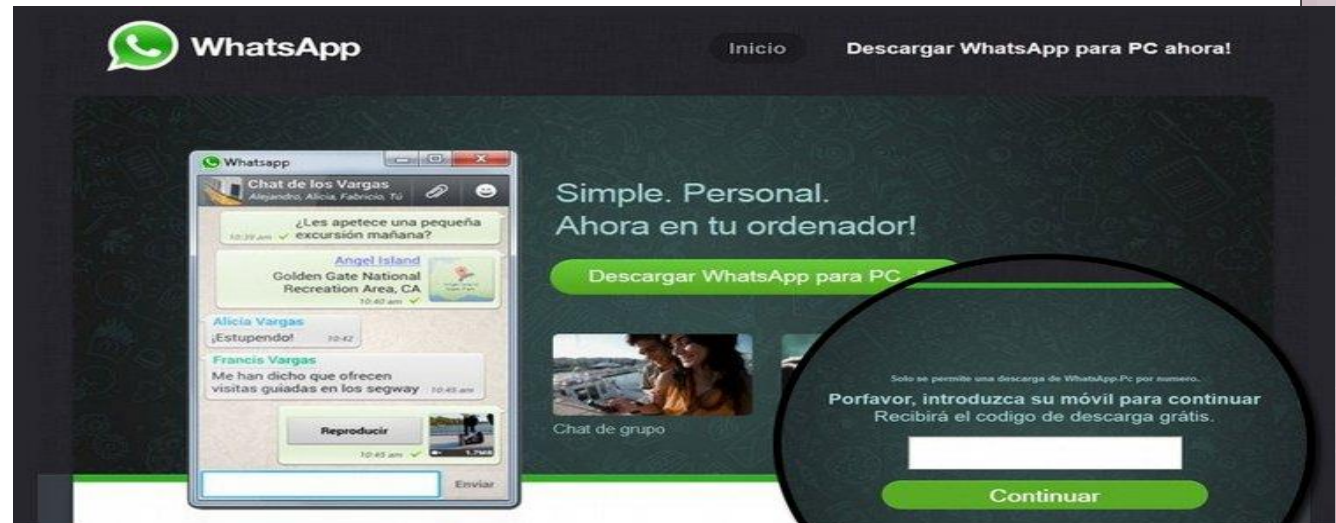 WhatsApp
Inicio
Descargar WhatsApp para PC ahora!
Whatsapp
Chat de los Vargas
Alejandro, Alicia, Fabricio, Tú
¿Les apetece una pequeña
10:39 am excursión mañana?
Angel Island
Golden Gate National
Recreation Area, CA
10:40 am
Alicia Vargas
¡Estupendo! 10:42
Francis Vargas
Me han dicho que ofrecen
visitas guiadas en los segway 10:45 am
Reproducir
10:45 am 1,7MB
Enviar
Simple. Personal.
Ahora en tu ordenador!
Descargar WhatsApp para PC
Chat de grupo
Solo se permite una descarga de WhatsApp-Pc por numero.
Porfavor, introduzca su móvil para continuar
Recibirá el codigo de descarga grátis.
Continuar